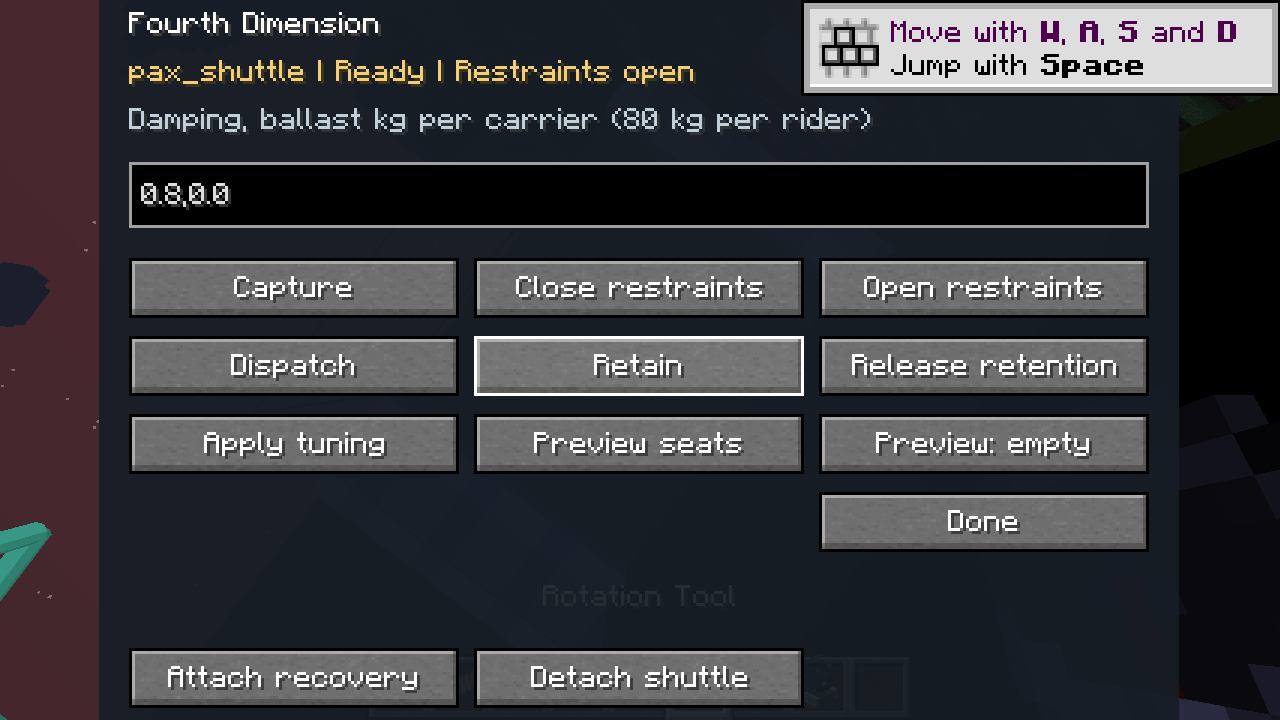 Fourth Dimension
Move with W, A, S and D
Jump with Space
pax_shuttle | Ready | Restraints open
Damping, ballast kg per carrier (80 kg per rider)
0.8,0.0
Capture
Close restraints
Open restraints
Dispatch
Retain
Release retention
Apply tuning
Preview seats
Preview: empty
Done
Rotation Tool
Attach recovery
Detach shuttle